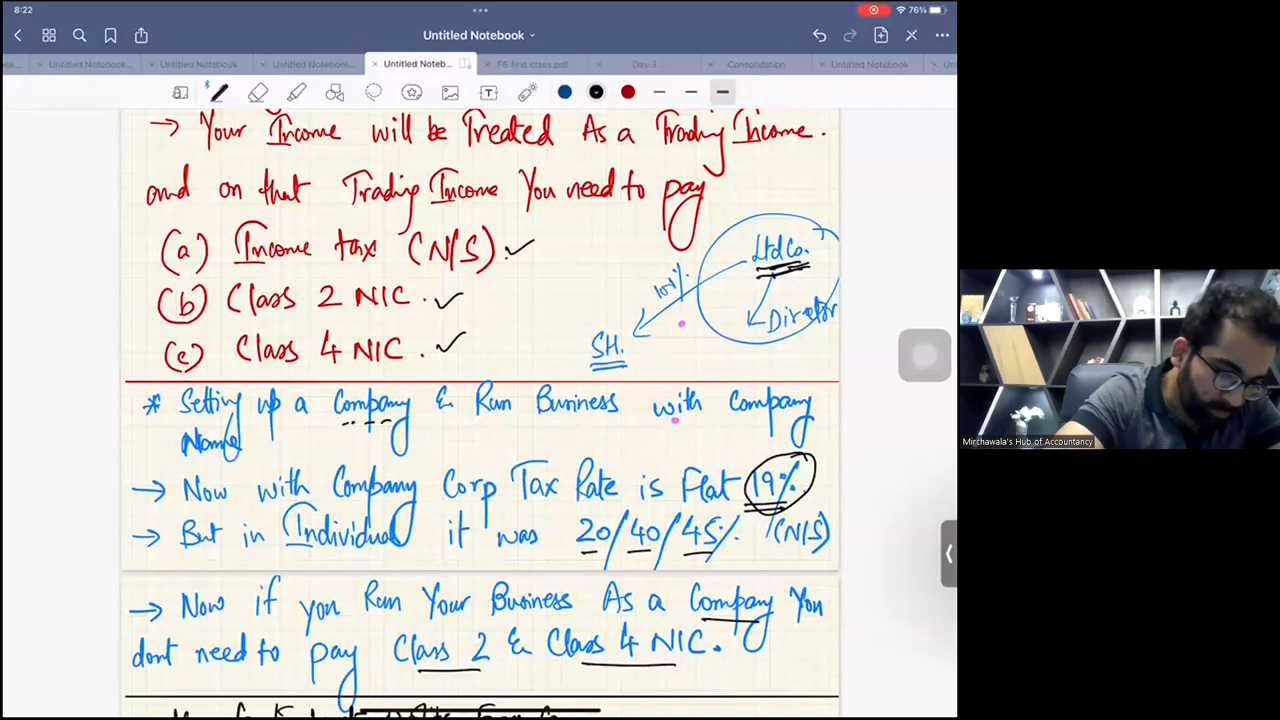 8:22
76%
Untitled Notebook
Untitled Notebook...
Untitled Notebook
Untitled Notebook...
Untitled Noteb...
F6 first class.pdf
Day 3
Consolidation
Untitled Notebook
→ Your Income will be Treated As a Trading Income.
and on that Trading Income You need to pay
(a) Income tax (N/S) ✓
(b) Class 2 NIC. ✓
(c) Class 4 NIC. ✓
Ltd Co.
Director
SH.
* Setting up a Company & Run Business with Company
Name
→ Now with Company Corp Tax Rate is Flat 19%.
→ But in Individual it was 20/40/45%. (N/S)
→ Now if you Run Your Business As a Company You
dont need to pay Class 2 & Class 4 NIC.
Mirchawala's Hub of Accountancy